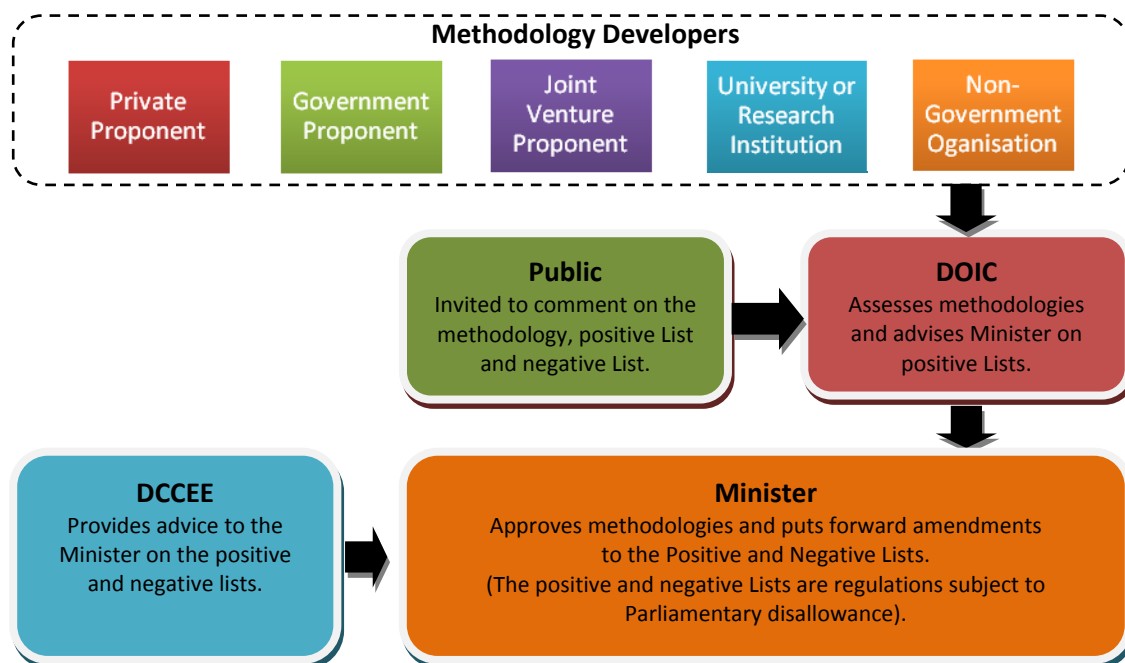 Methodology Developers
Private
Proponent
Government
Proponent
Joint
Venture
Proponent
University or
Research
Institution
Non-
Government
Oganisation
Public
Invited to comment on the
methodology, positive List
and negative List.
DOIC
Assesses methodologies
and advises Minister on
positive Lists.
DCCEE
Provides advice to the
Minister on the positive
and negative lists.
Minister
Approves methodologies and puts forward amendments
to the Positive and Negative Lists.
(The positive and negative Lists are regulations subject to
Parliamentary disallowance).